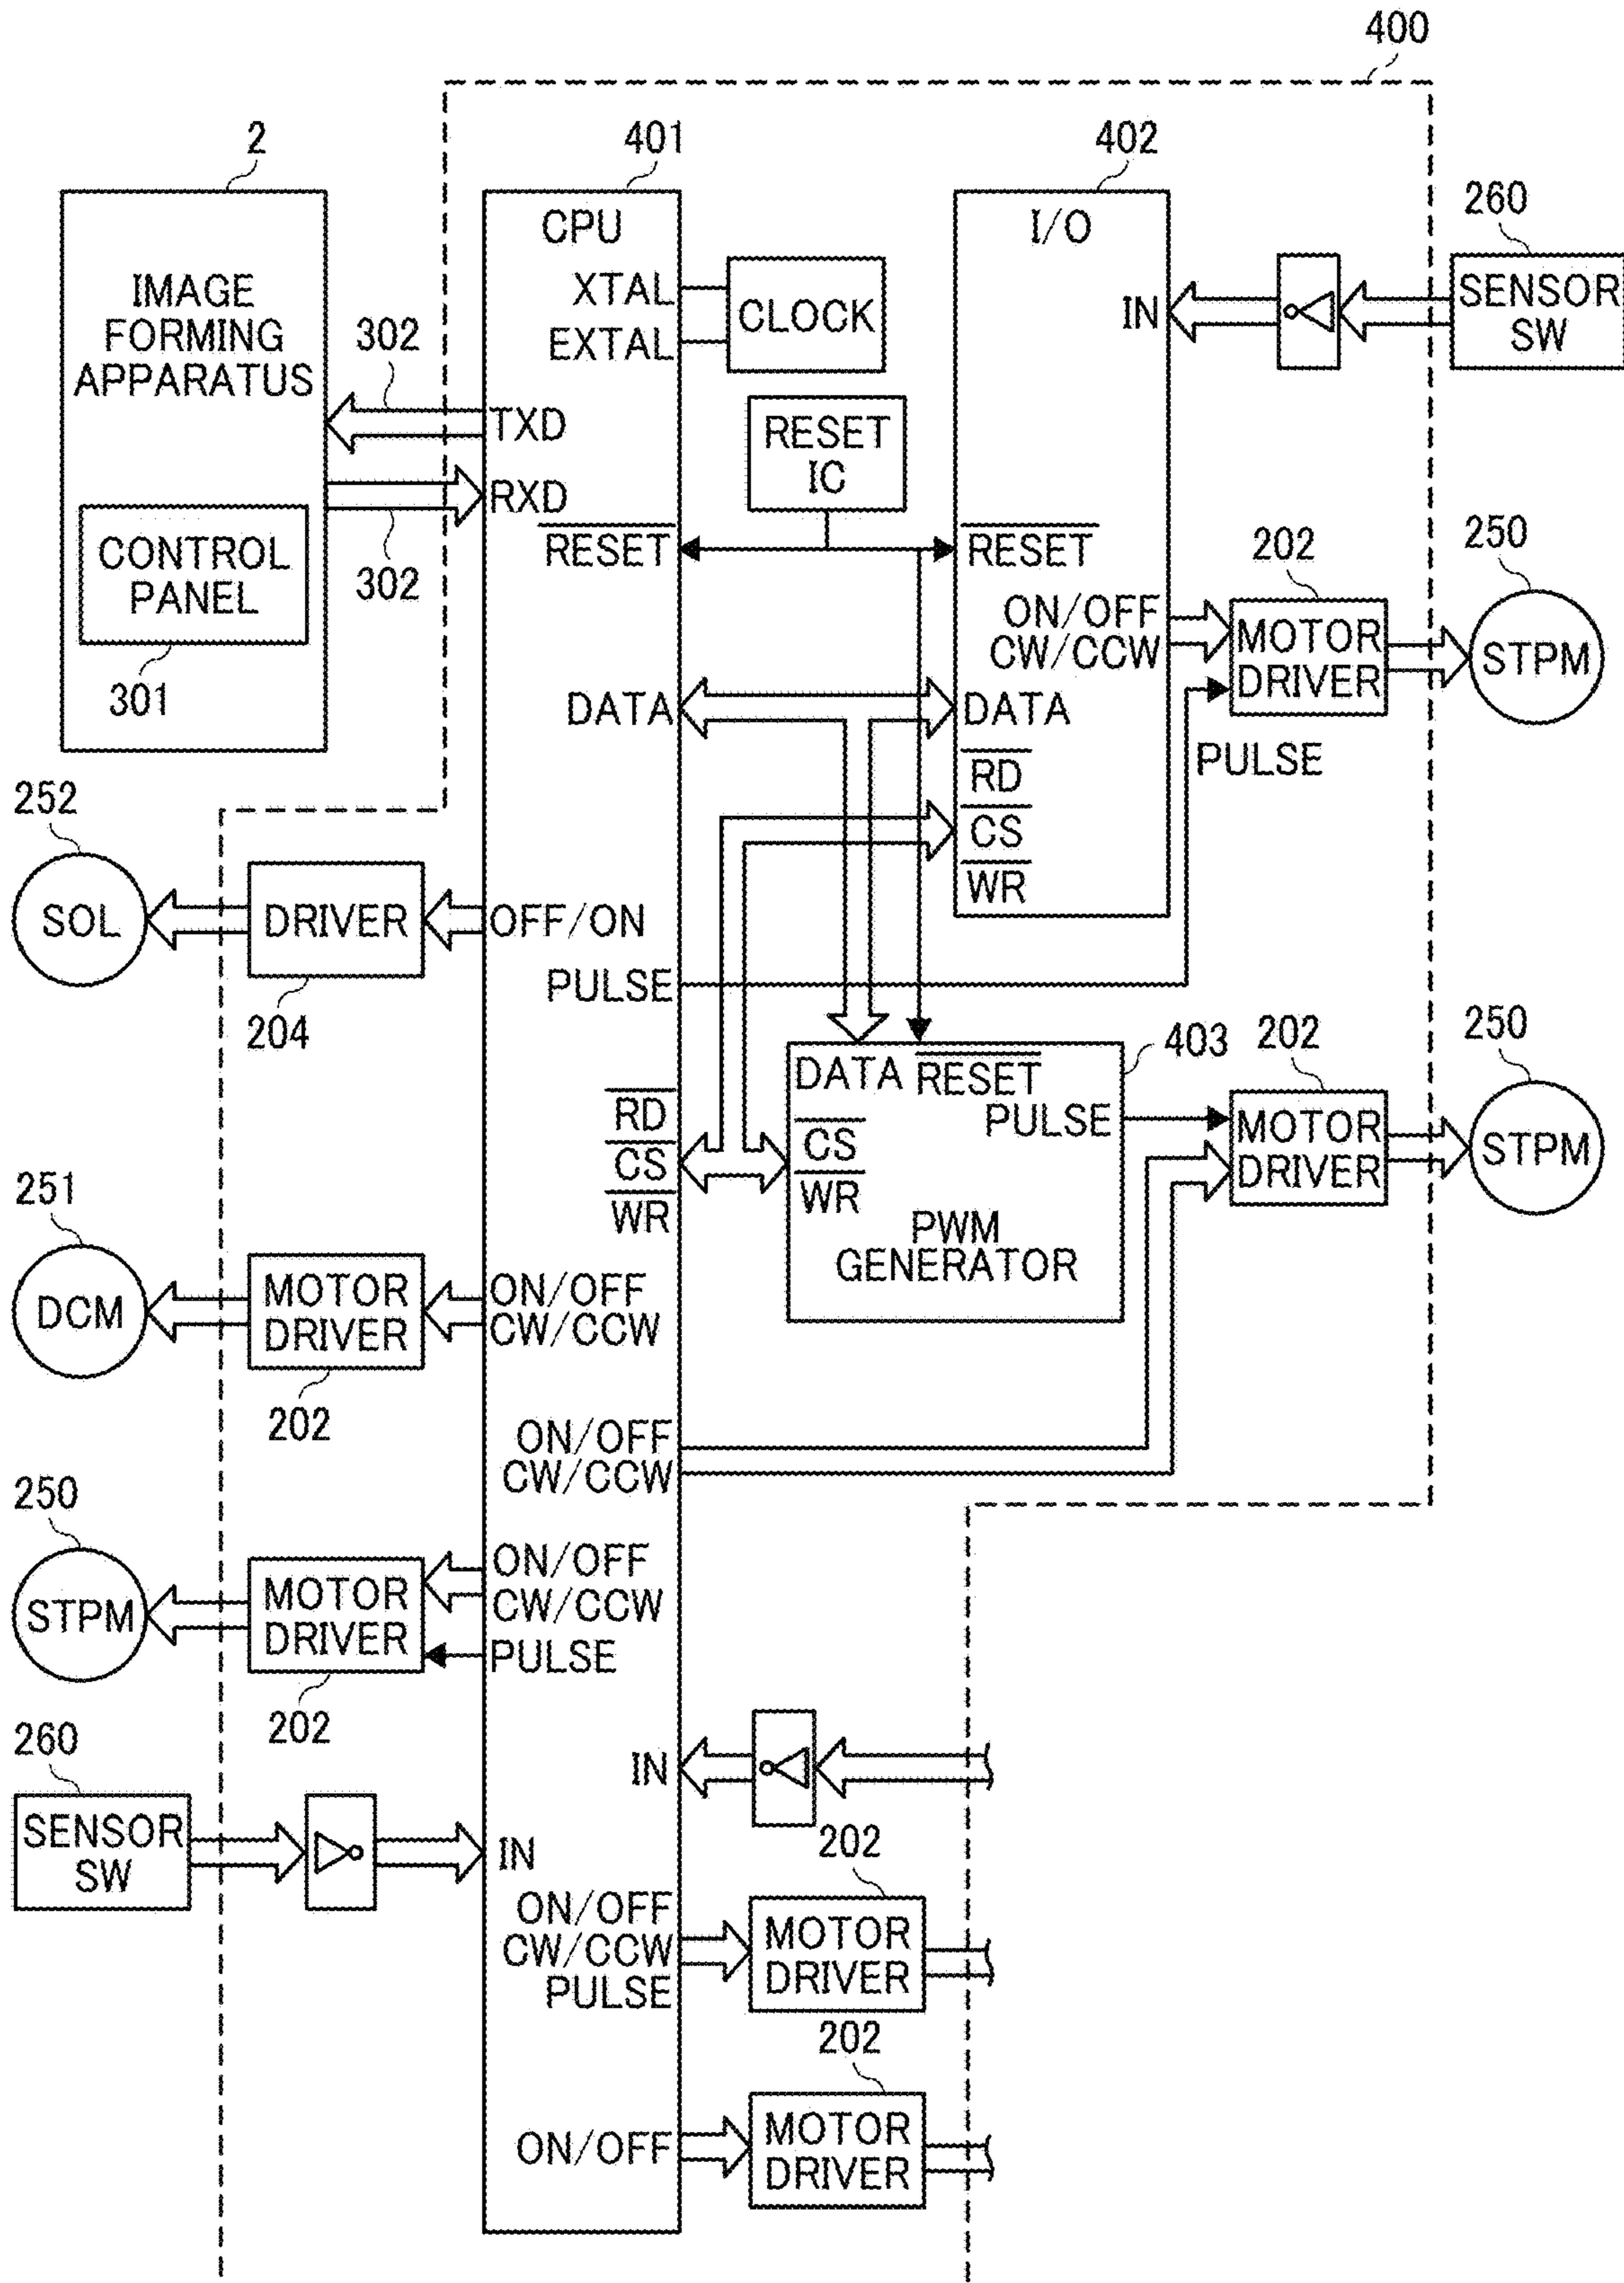 400
2
401
402
260
IMAGE
FORMING
APPARATUS
CPU
XTAL
EXTAL
CLOCK
I/O
IN
SENSOR
SW
302
TXD
RXD
302
RESET
IC
CONTROL
PANEL
301
RESET
RESET
202
250
ON/OFF
CW/CCW
MOTOR
DRIVER
STPM
DATA
DATA
PULSE
RD
CS
WR
252
SOL
DRIVER
204
OFF/ON
PULSE
403
202
250
DATA RESET
PULSE
CS
WR
PWM
GENERATOR
MOTOR
DRIVER
STPM
RD
CS
WR
251
DCM
MOTOR
DRIVER
202
ON/OFF
CW/CCW
ON/OFF
CW/CCW
250
STPM
MOTOR
DRIVER
202
ON/OFF
CW/CCW
PULSE
260
SENSOR
SW
IN
IN
202
ON/OFF
CW/CCW
PULSE
MOTOR
DRIVER
202
ON/OFF
MOTOR
DRIVER